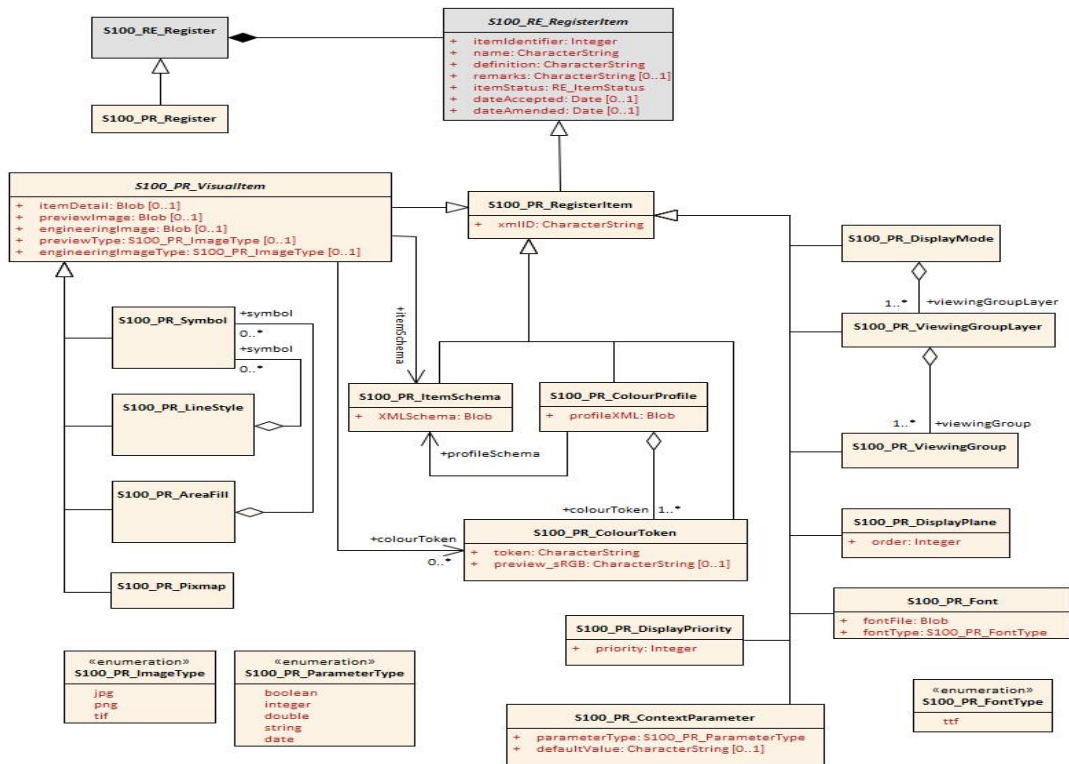 S100_RE_Register
S100_RE_RegisterItem
+ itemIdentifier: Integer
+ name: CharacterString
+ definition: CharacterString
+ remarks: CharacterString [0..1]
+ itemStatus: RE_ItemStatus
+ dateAccepted: Date [0..1]
+ dateAmended: Date [0..1]
S100_PR_Register
S100_PR_VisualItem
+ itemDetail: Blob [0..1]
+ previewImage: Blob [0..1]
+ engineeringImage: Blob [0..1]
+ previewType: S100_PR_ImageType [0..1]
+ engineeringImageType: S100_PR_ImageType [0..1]
S100_PR_RegisterItem
+ xmlID: CharacterString
S100_PR_DisplayMode
1..* +viewingGroupLayer
S100_PR_ViewingGroupLayer
1..* +viewingGroup
S100_PR_ViewingGroup
S100_PR_Symbol
+symbol
0..*
+symbol
0..*
+itemSchema
S100_PR_LineStyle
S100_PR_ItemSchema
+ XMLSchema: Blob
S100_PR_ColourProfile
+ profileXML: Blob
+profileSchema
S100_PR_AreaFill
+colourToken 1..*
+colourToken
0..*
S100_PR_ColourToken
+ token: CharacterString
+ preview_sRGB: CharacterString [0..1]
S100_PR_DisplayPlane
+ order: Integer
S100_PR_Pixmap
S100_PR_Font
+ fontFile: Blob
+ fontType: S100_PR_FontType
S100_PR_DisplayPriority
+ priority: Integer
«enumeration»
S100_PR_ImageType
jpg
png
tif
«enumeration»
S100_PR_ParameterType
boolean
integer
double
string
date
«enumeration»
S100_PR_FontType
ttf
S100_PR_ContextParameter
+ parameterType: S100_PR_ParameterType
+ defaultValue: CharacterString [0..1]